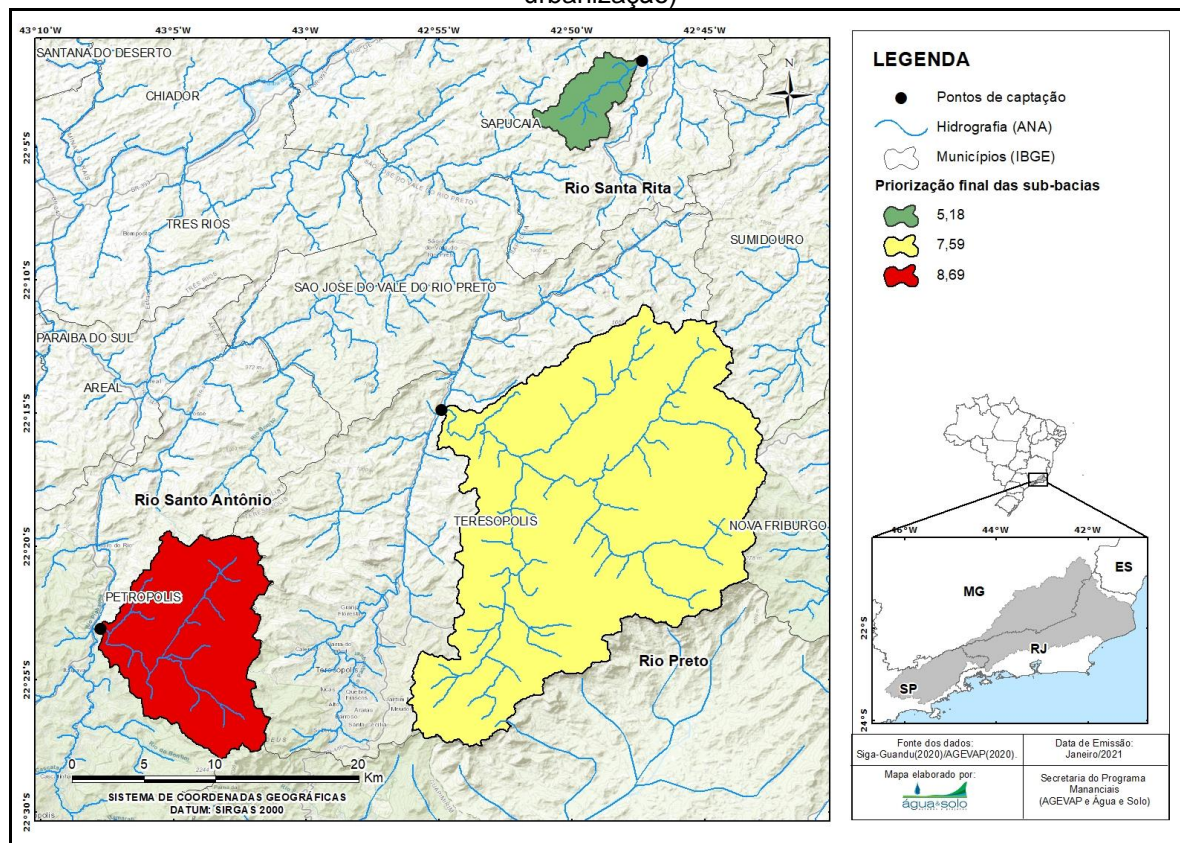 urbanização)
43°10'W
43°5'W
42°55'W
42°50'W
42°45'W
SANTANA DO DESERTO
CHIADOR
SAPUCAIA
N
22°5'S
Rio Santa Rita
TRES RIOS
SUMIDOURO
22°10'S
SAO JOSE DO VALE DO RIO PRETO
PARAIBA DO SUL
AREAL
22°15'S
Rio Santo Antônio
TERESOPOLIS
NOVA FRIBURGO
22°20'S
PETROPOLIS
Rio Preto
22°25'S
0 5 10 20
Km
SISTEMA DE COORDENADAS GEOGRÁFICAS
DATUM: SIRGAS 2000
22°30'S
LEGENDA
Pontos de captação
Hidrografia (ANA)
Municípios (IBGE)
Priorização final das sub-bacias
5,18
7,59
8,69
46°W
44°W
42°W
ES
MG
22°S
RJ
SP
24°S
Fonte dos dados:
Siga-Guandu(2020)/AGEVAP(2020).
Data de Emissão:
Janeiro/2021
Mapa elaborado por:
água&solo
Secretaria do Programa
Mananciais
(AGEVAP e Água e Solo)